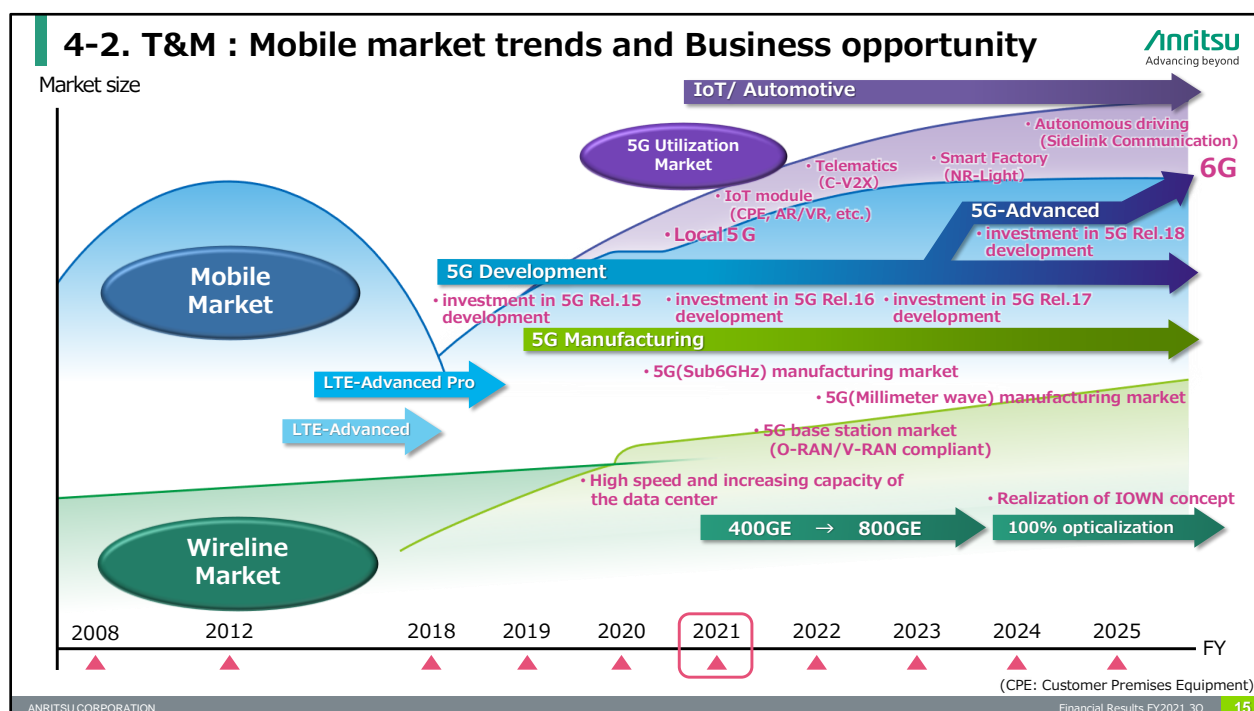 4-2. T&M : Mobile market trends and Business opportunity
Anritsu
Advancing beyond
Market size
IoT/ Automotive
5G Utilization
Market
・Autonomous driving
(Sidelink Communication)
・Telematics
(C-V2X)
・Smart Factory
(NR-Light)
6G
・IoT module
(CPE, AR/VR, etc.)
・Local 5G
5G-Advanced
・investment in 5G Rel.18
development
Mobile
Market
5G Development
・investment in 5G Rel.15
development
・investment in 5G Rel.16
development
・investment in 5G Rel.17
development
5G Manufacturing
LTE-Advanced Pro
・5G(Sub6GHz) manufacturing market
・5G(Millimeter wave) manufacturing market
LTE-Advanced
・5G base station market
(O-RAN/V-RAN compliant)
・High speed and increasing capacity of
the data center
・Realization of IOWN concept
400GE → 800GE
100% opticalization
Wireline
Market
2008 2012 2018 2019 2020 2021 2022 2023 2024 2025
FY
(CPE: Customer Premises Equipment)
ANRITSU CORPORATION
Financial Results FY2021 3Q
15